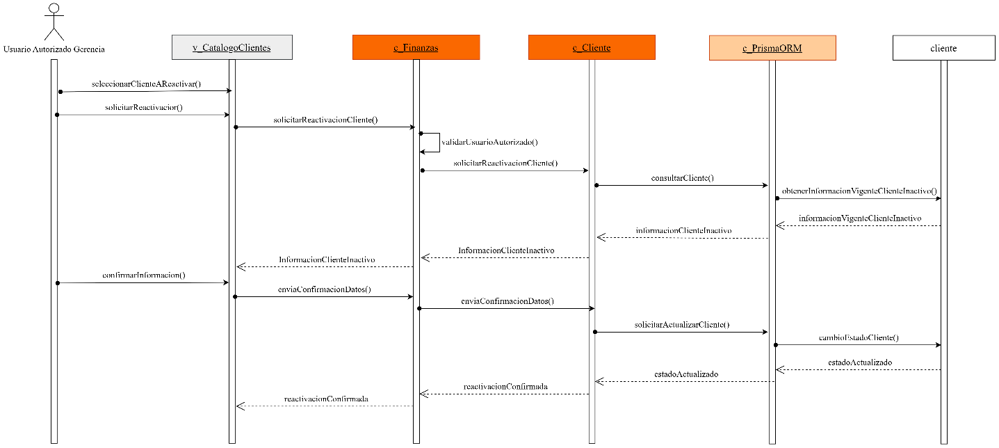 Usuario Autorizado Gerencia
v_CatalogoClientes
c_Finanzas
c_Cliente
c_PrismaORM
cliente
seleccionarClienteAReactivar()
solicitarReactivacior()
solicitarReactivacionCliente()
validarUsuarioAutorizado()
solicitarReactivacionCliente()
consultarCliente()
obtenerInformacionVigenteClienteInactivo()
informacionVigenteClienteInactivo
informacionClienteInactivo
InformacionClienteInactivo
InformacionClienteInactivo
confirmarInformacion()
enviaConfirmacionDatos()
enviaConfirmacionDatos()
solicitarActualizarCliente()
cambioEstadoCliente()
estadoActualizado
estadoActualizado
reactivacionConfirmada
reactivacionConfirmada